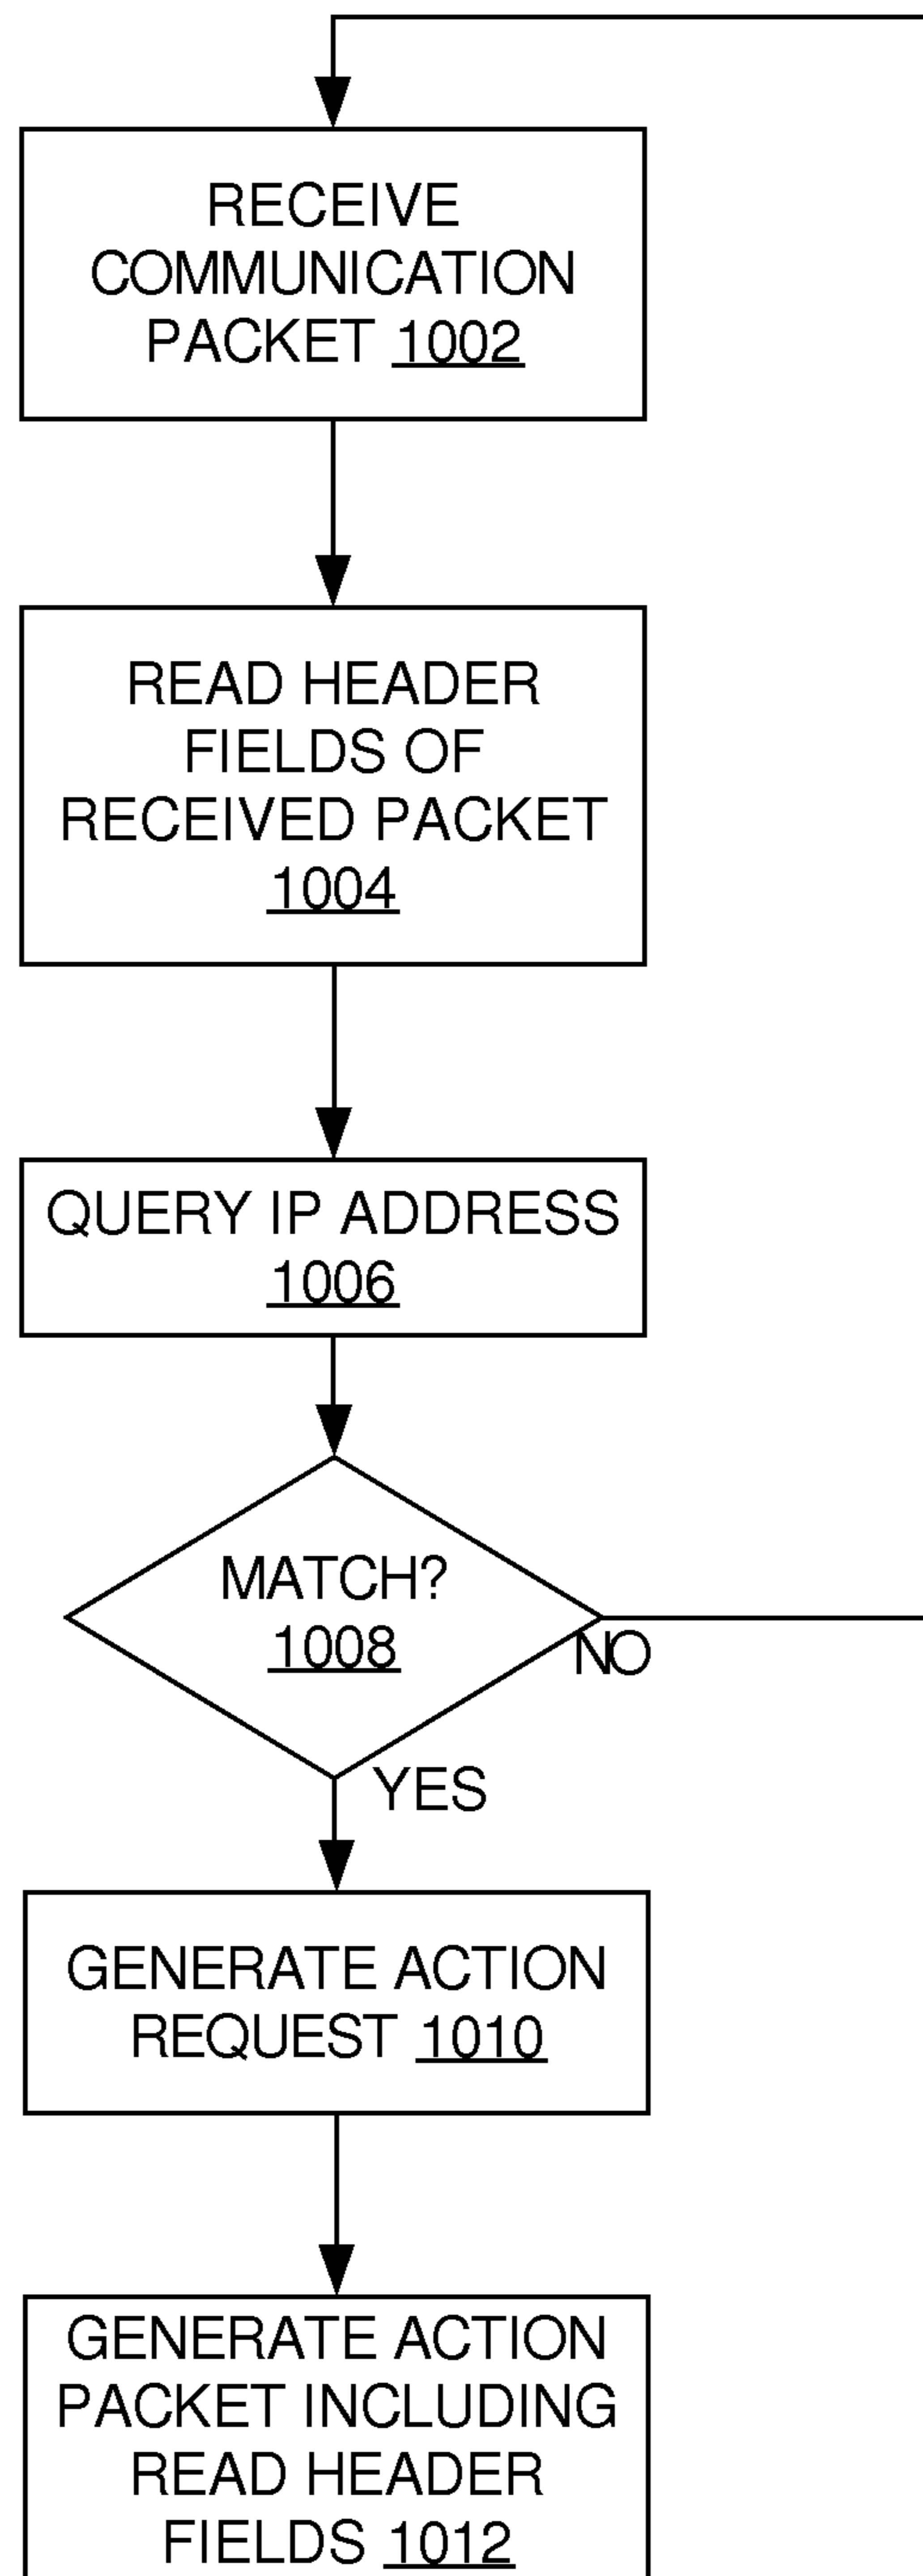 RECEIVE
COMMUNICATION
PACKET 1002
READ HEADER
FIELDS OF
RECEIVED PACKET
1004
QUERY IP ADDRESS
1006
MATCH?
1008
NO
YES
GENERATE ACTION
REQUEST 1010
GENERATE ACTION
PACKET INCLUDING
READ HEADER
FIELDS 1012